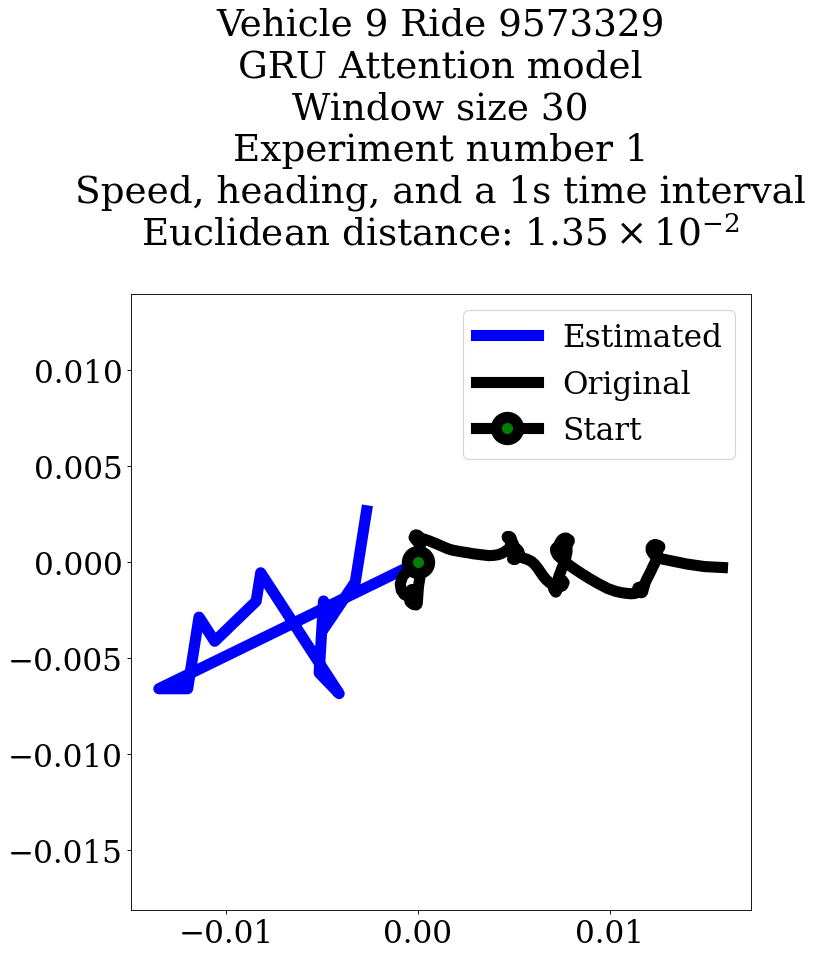 Vehicle 9 Ride 9573329
GRU Attention model
Window size 30
Experiment number 1
Speed, heading, and a 1s time interval
Euclidean distance: 1.35 × 10⁻²
Estimated
Original
Start
0.010
0.005
0.000
−0.005
−0.010
−0.015
−0.01 0.00 0.01